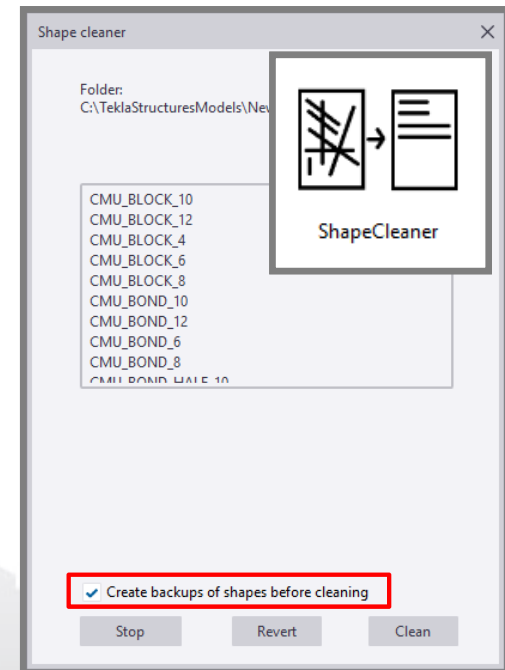 Shape cleaner
Folder:
C:\TeklaStructuresModels\New
ShapeCleaner
CMU_BLOCK_10
CMU_BLOCK_12
CMU_BLOCK_4
CMU_BLOCK_6
CMU_BLOCK_8
CMU_BOND_10
CMU_BOND_12
CMU_BOND_6
CMU_BOND_8
CMU_BOND_HALF_10
Create backups of shapes before cleaning
Stop
Revert
Clean